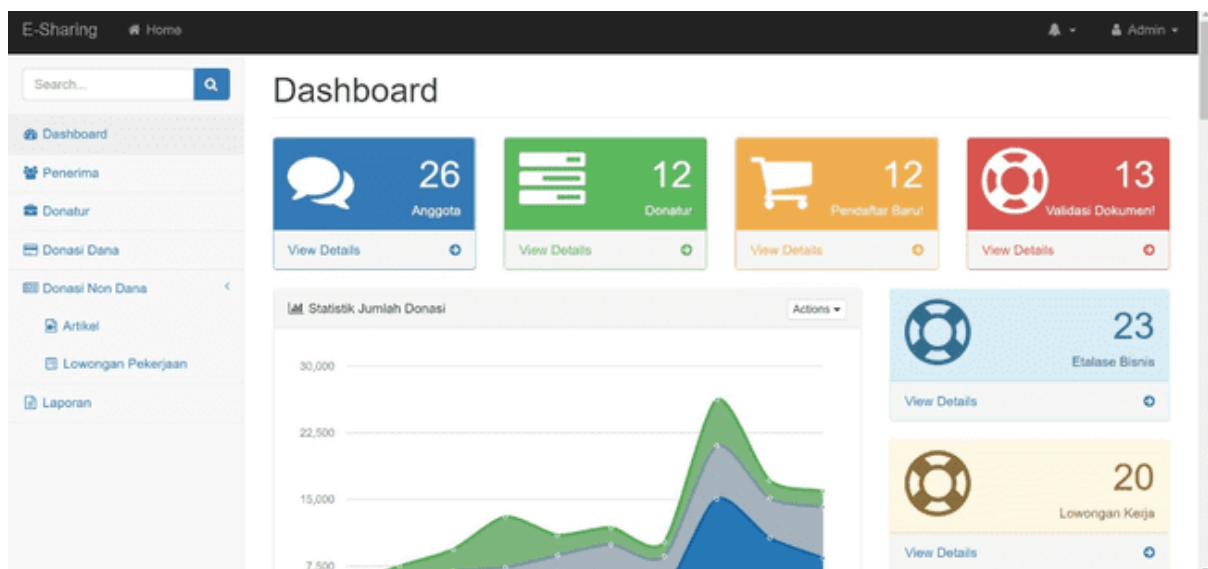 E-Sharing Home Admin
Search...
Dashboard
Penerima
Donatur
Donasi Dana
Donasi Non Dana
Artikel
Lowongan Pekerjaan
Laporan
Dashboard
26
Anggota
View Details
12
Donatur
View Details
12
Pendaftar Baru!
View Details
13
Validasi Dokumen!
View Details
Statistik Jumlah Donasi
Actions
30,000
22,500
15,000
7,500
23
Etalase Bisnis
View Details
20
Lowongan Kerja
View Details